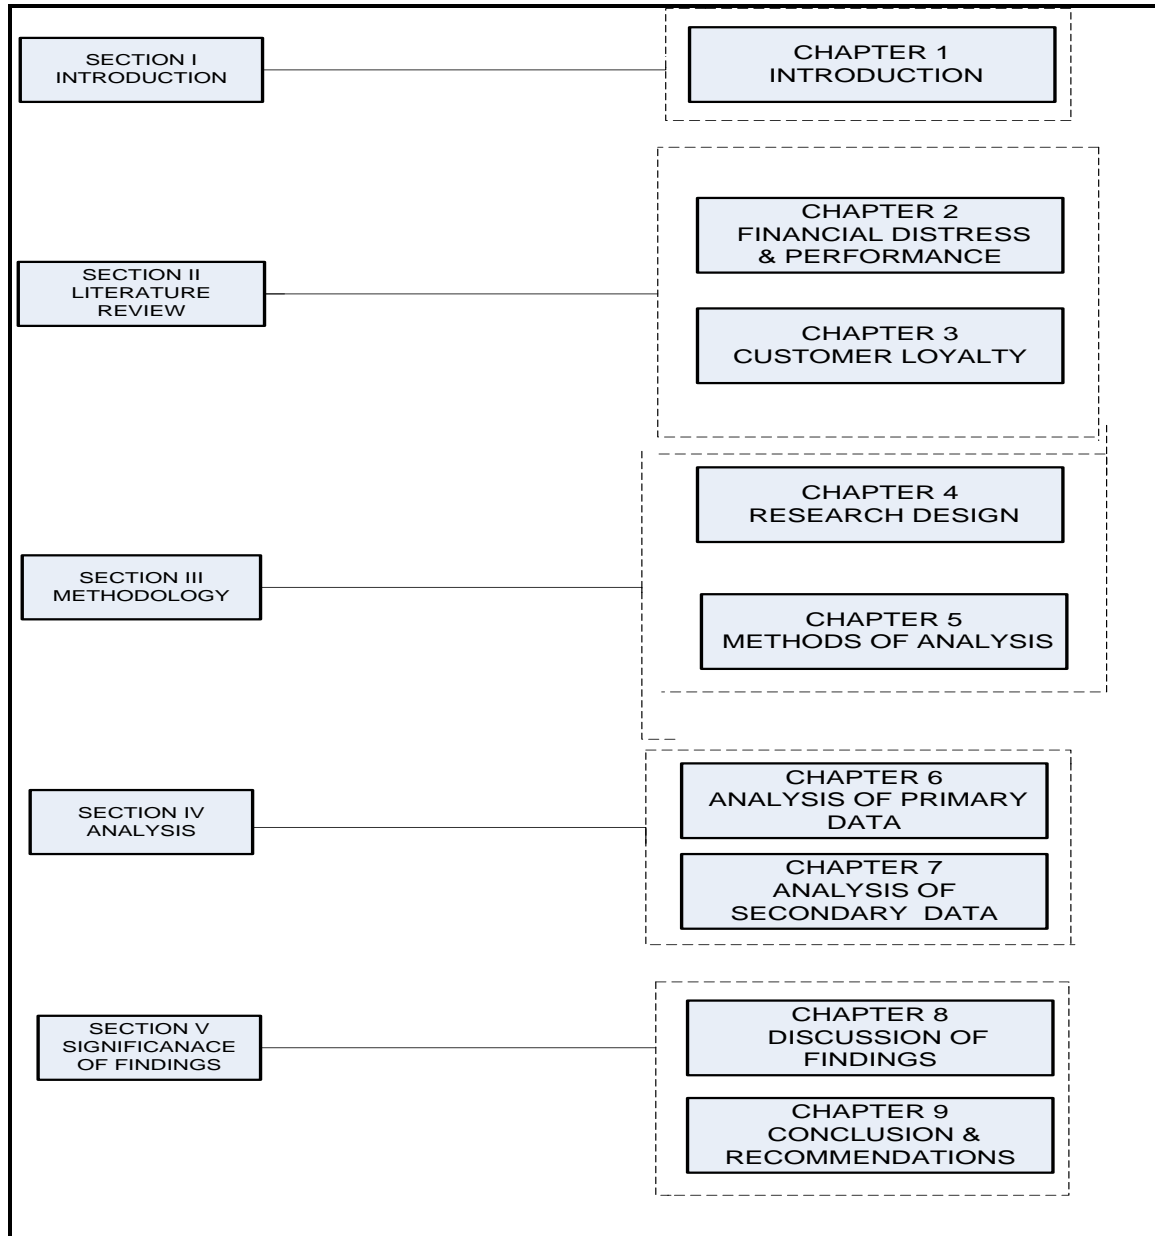 SECTION I
INTRODUCTION
CHAPTER 1
INTRODUCTION
SECTION II
LITERATURE
REVIEW
CHAPTER 2
FINANCIAL DISTRESS
& PERFORMANCE
CHAPTER 3
CUSTOMER LOYALTY
SECTION III
METHODOLOGY
CHAPTER 4
RESEARCH DESIGN
CHAPTER 5
METHODS OF ANALYSIS
SECTION IV
ANALYSIS
CHAPTER 6
ANALYSIS OF PRIMARY
DATA
CHAPTER 7
ANALYSIS OF
SECONDARY DATA
SECTION V
SIGNIFICANACE
OF FINDINGS
CHAPTER 8
DISCUSSION OF
FINDINGS
CHAPTER 9
CONCLUSION &
RECOMMENDATIONS